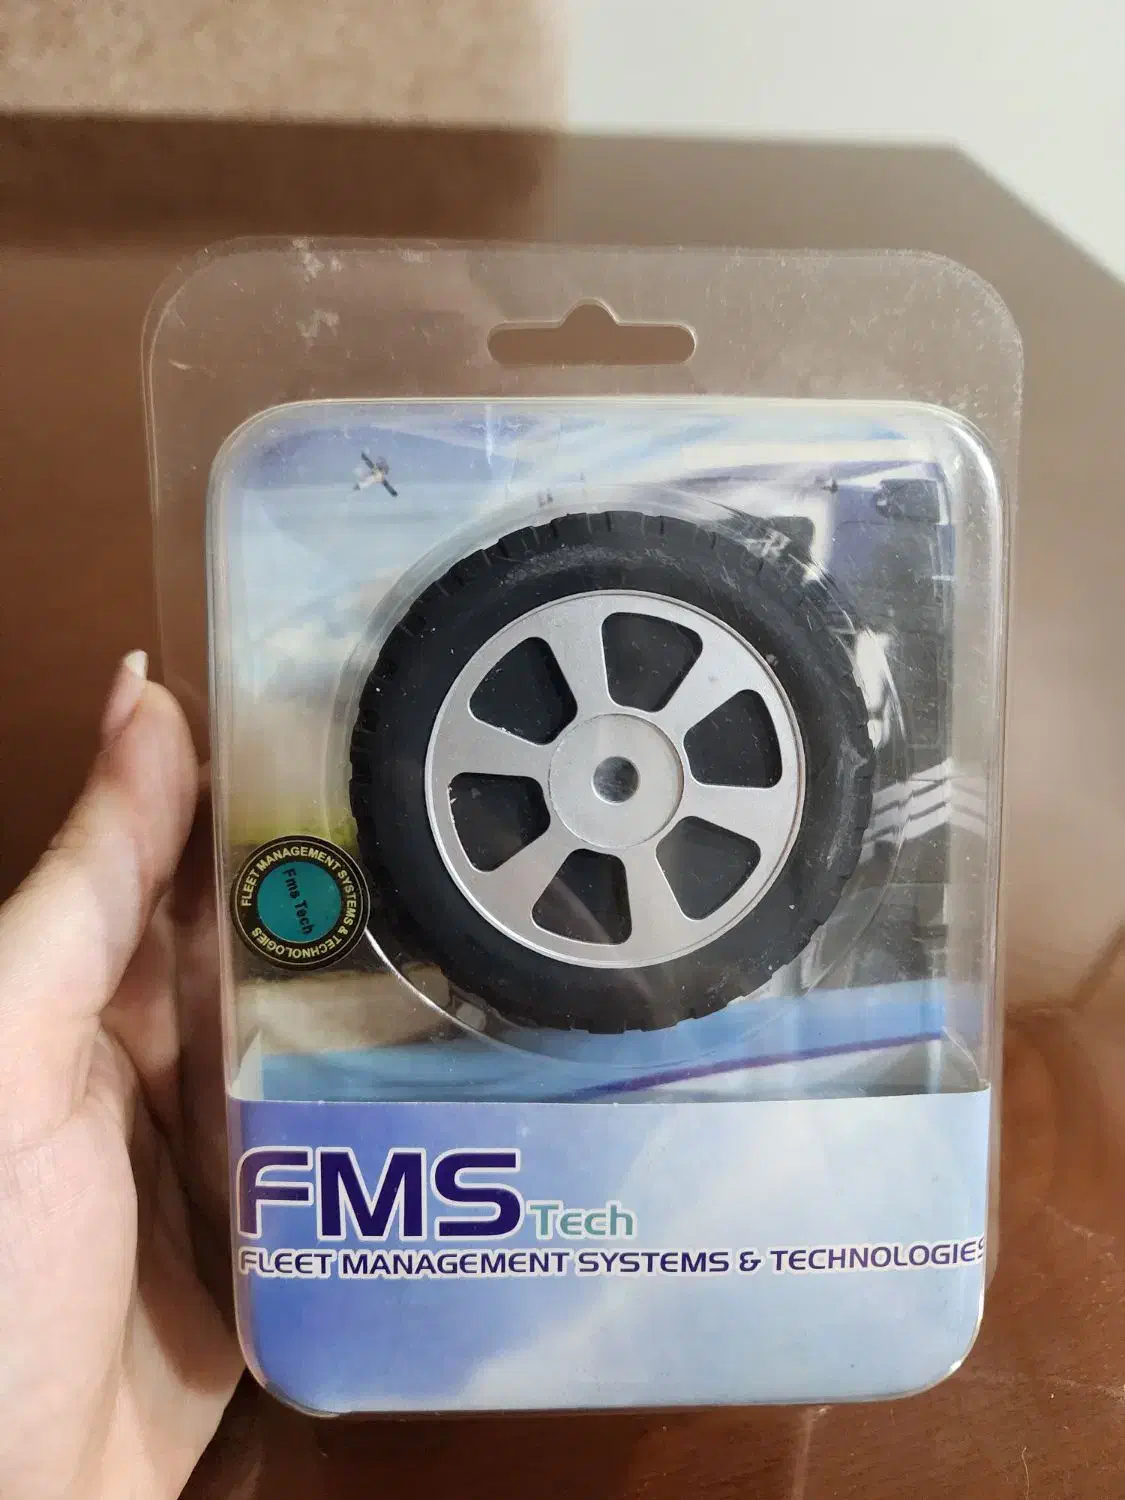 FLEET MANAGEMENT SYSTEMS & TECHNOLOGIES
Fms Tech
FMS Tech
FLEET MANAGEMENT SYSTEMS & TECHNOLOGIES